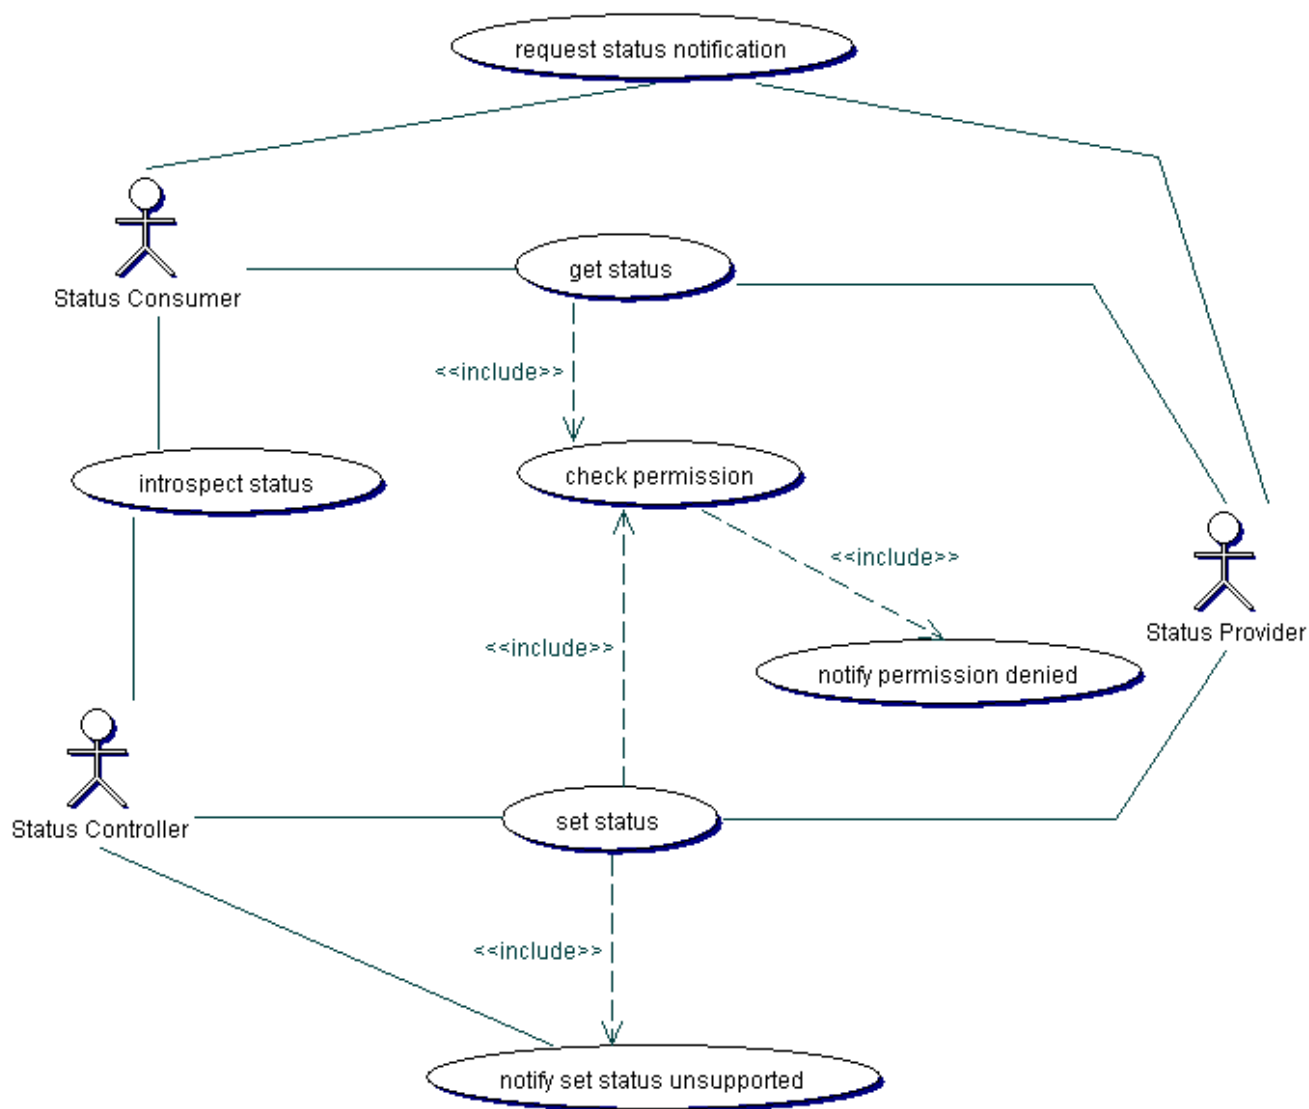 request status notification
get status
Status Consumer
<<include>>
check permission
introspect status
<<include>>
Status Provider
<<include>>
notify permission denied
set status
Status Controller
<<include>>
notify set status unsupported